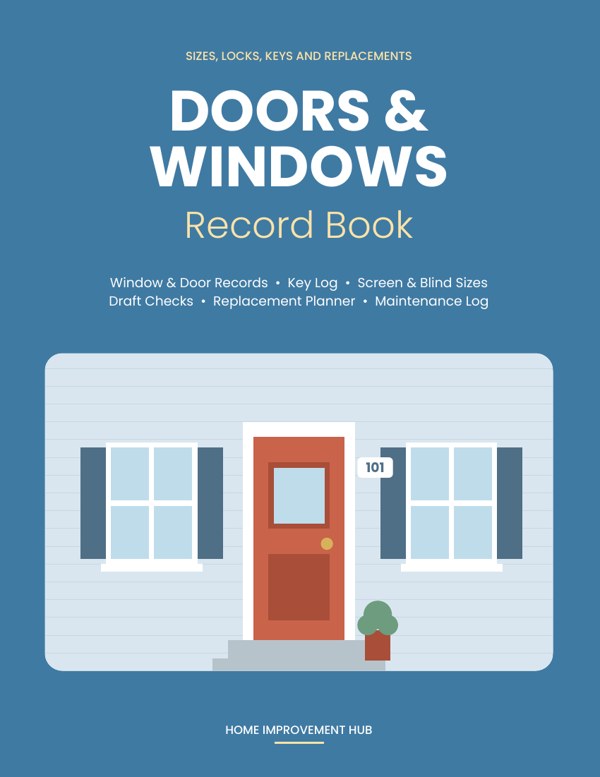 SIZES, LOCKS, KEYS AND REPLACEMENTS
DOORS &
WINDOWS
Record Book
Window & Door Records • Key Log • Screen & Blind Sizes
Draft Checks • Replacement Planner • Maintenance Log
101
HOME IMPROVEMENT HUB